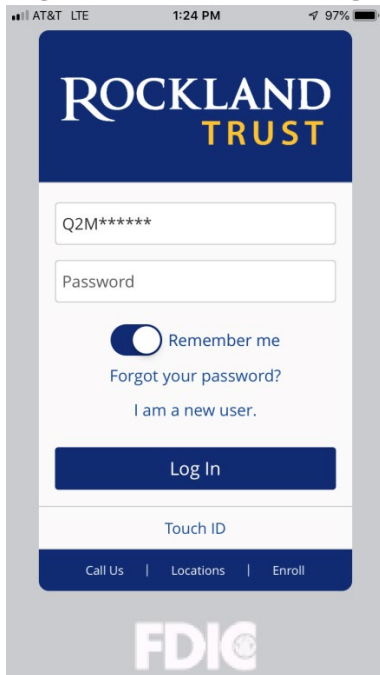 AT&T LTE 1:24 PM 97%
ROCKLAND
TRUST
Q2M******
Password
Remember me
Forgot your password?
I am a new user.
Log In
Touch ID
Call Us | Locations | Enroll
FDIC